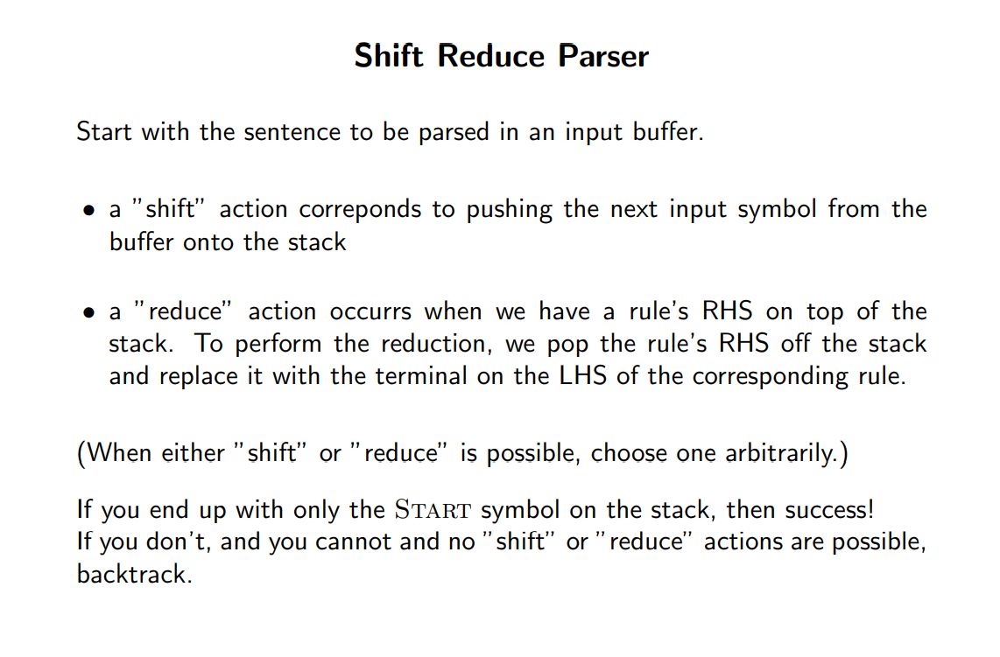 Shift Reduce Parser
Start with the sentence to be parsed in an input buffer.
• a ”shift” action correponds to pushing the next input symbol from the
buffer onto the stack
• a ”reduce” action occurrs when we have a rule's RHS on top of the
stack. To perform the reduction, we pop the rule's RHS off the stack
and replace it with the terminal on the LHS of the corresponding rule.
(When either ”shift” or ”reduce” is possible, choose one arbitrarily.)
If you end up with only the START symbol on the stack, then success!
If you don't, and you cannot and no ”shift” or ”reduce” actions are possible,
backtrack.